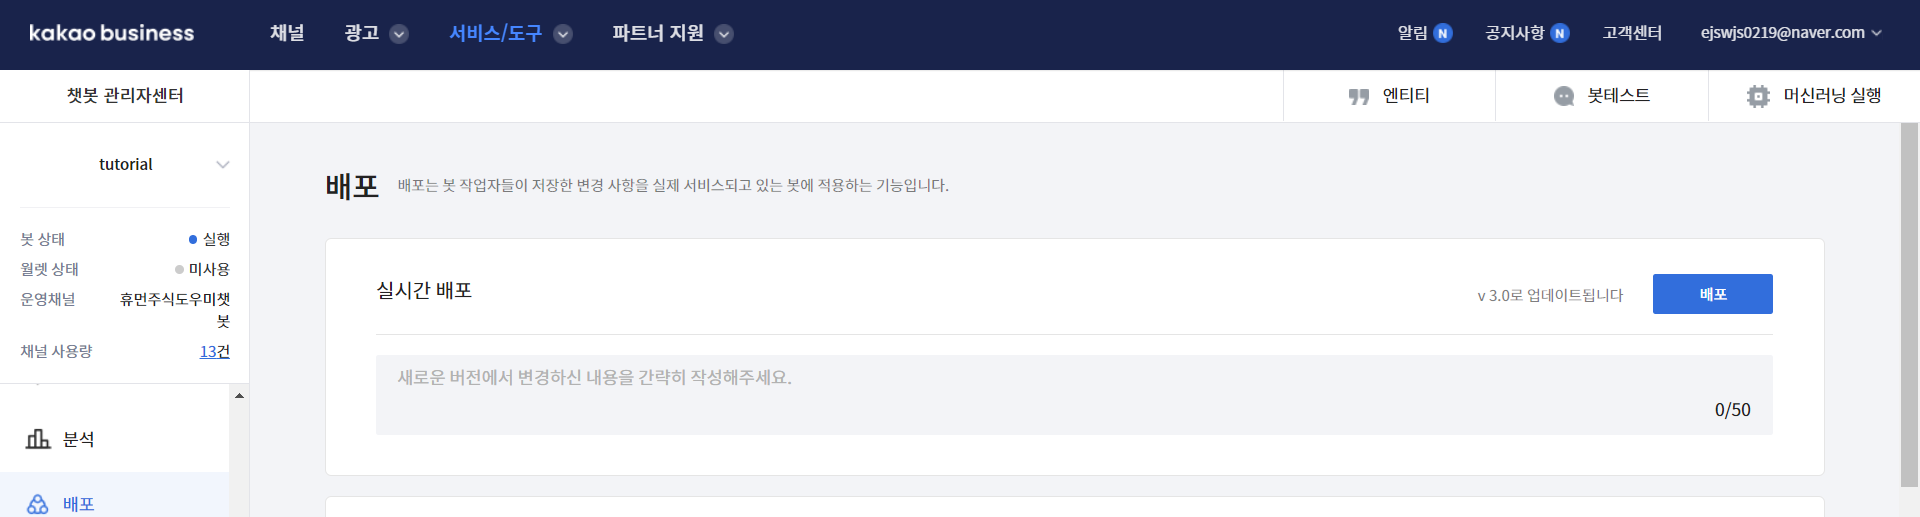 kakao business
채널
광고
서비스/도구
파트너 지원
알림 N
공지사항 N
고객센터
ejswjs0219@naver.com
챗봇 관리자센터
엔티티
봇테스트
머신러닝 실행
tutorial
봇 상태 실행
월렛 상태 미사용
운영채널 휴먼주식도우미챗
봇
채널 사용량 13건
분석
배포
배포 배포는 봇 작업자들이 저장한 변경 사항을 실제 서비스되고 있는 봇에 적용하는 기능입니다.
실시간 배포
v 3.0로 업데이트됩니다
배포
새로운 버전에서 변경하신 내용을 간략히 작성해주세요.
0/50